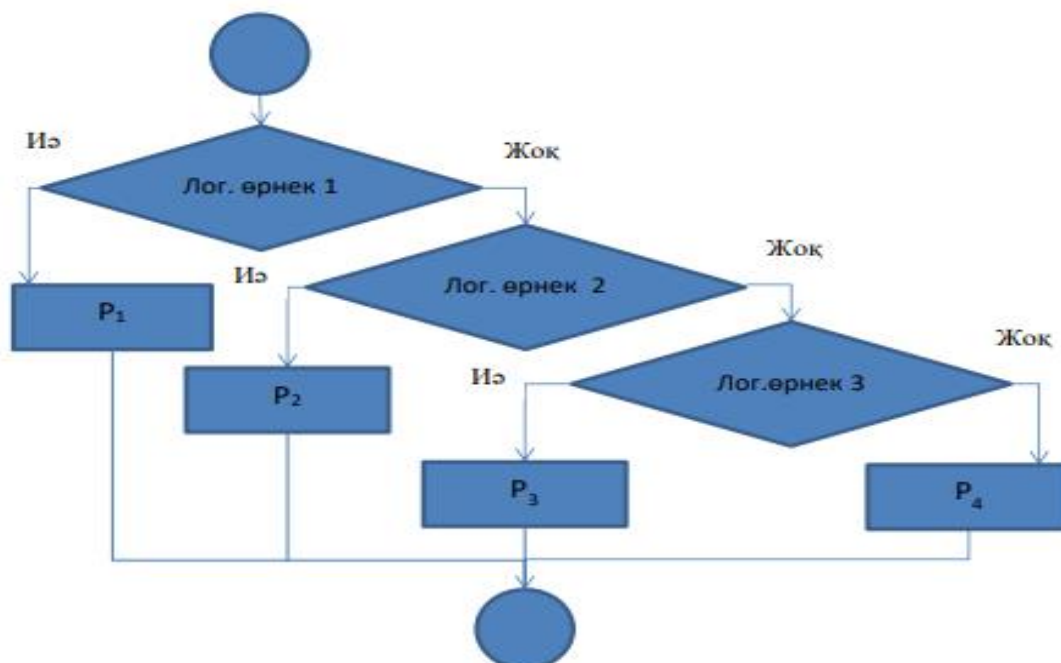 Иә
Жоқ
Лог. өрнек 1
Иә
Жоқ
Лог. өрнек 2
P₁
Иә
Жоқ
Лог.өрнек 3
P₂
P₃
P₄